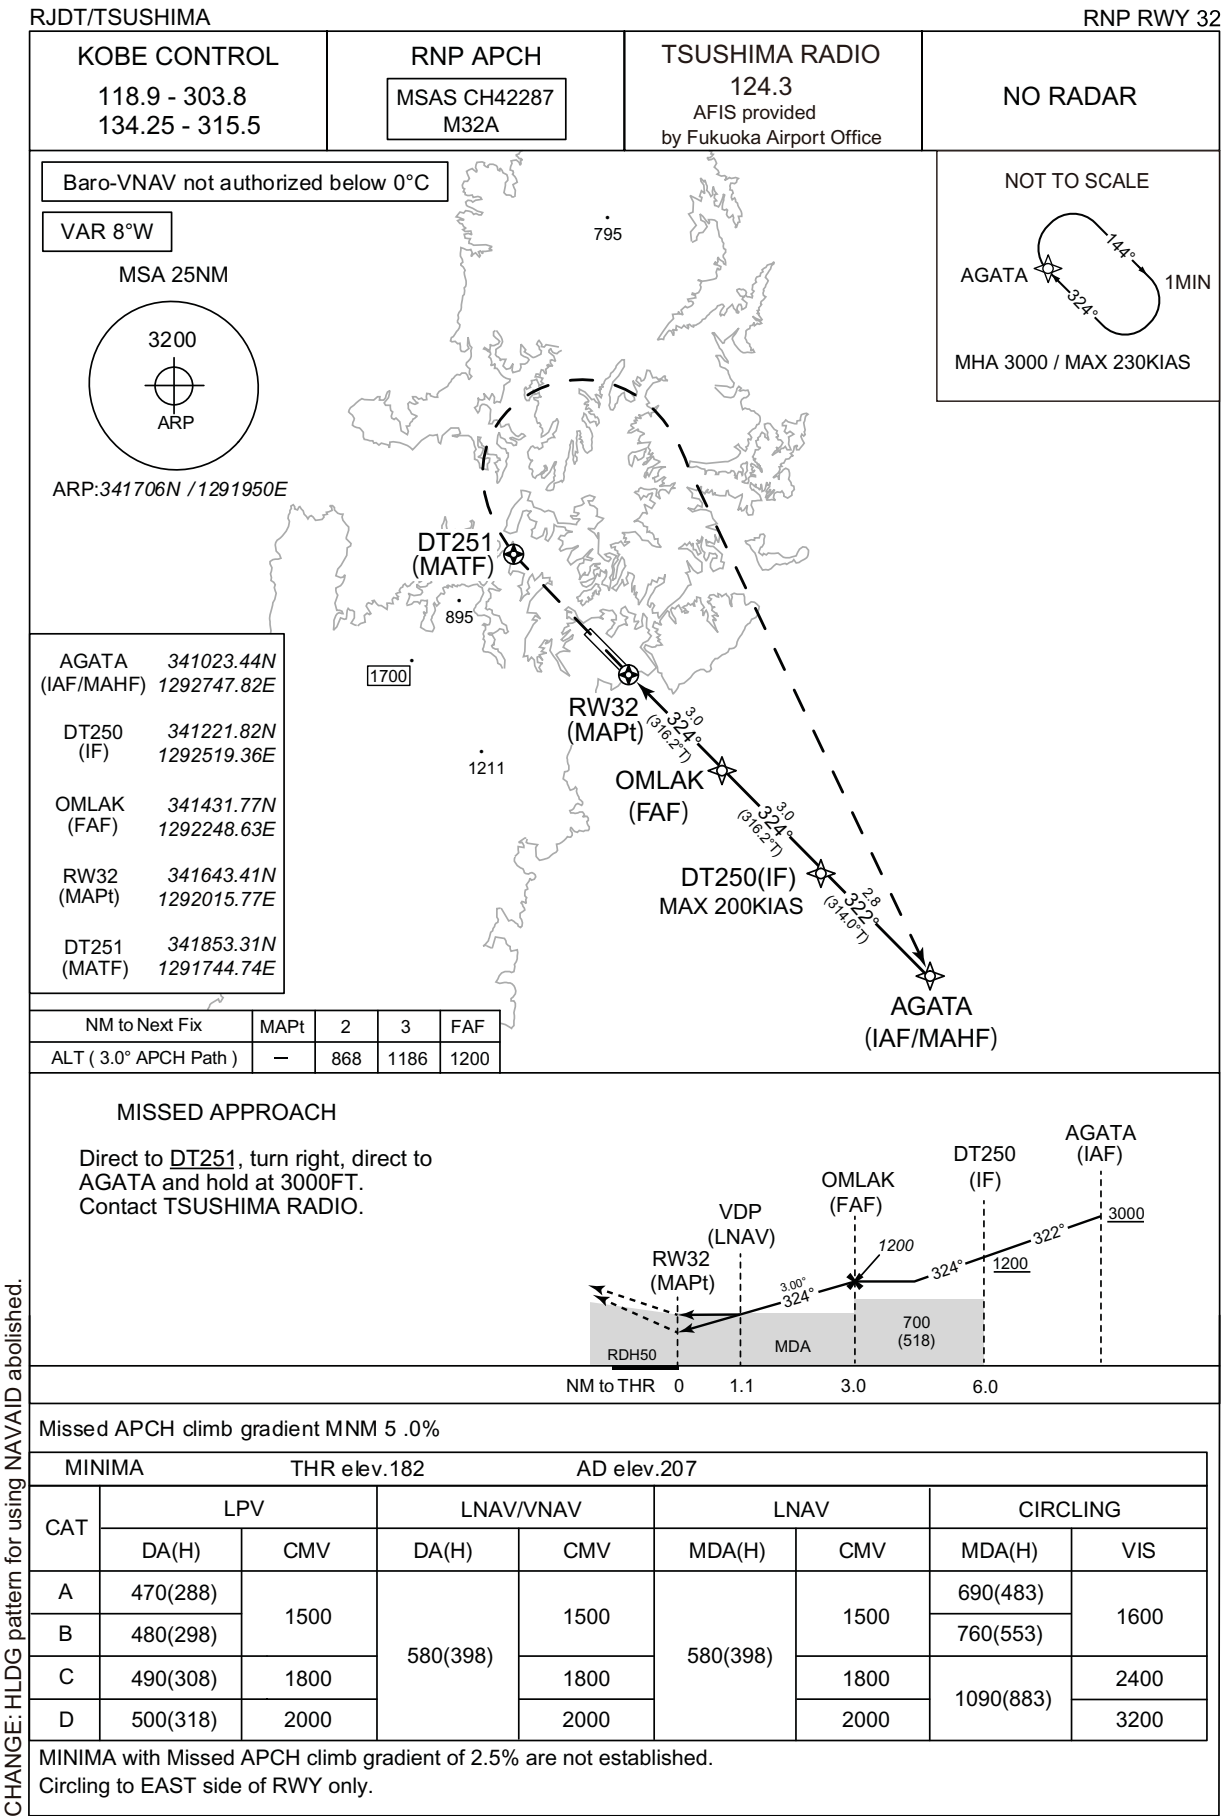 RJDT/TSUSHIMA
RNP RWY 32
KOBE CONTROL
118.9 - 303.8
134.25 - 315.5
RNP APCH
MSAS CH42287
M32A
TSUSHIMA RADIO
124.3
AFIS provided
by Fukuoka Airport Office
NO RADAR
Baro-VNAV not authorized below 0°C
VAR 8°W
MSA 25NM
3200
ARP
ARP:341706N /1291950E
795
NOT TO SCALE
AGATA
144°
324°
1MIN
MHA 3000 / MAX 230KIAS
DT251
(MATF)
895
1700
1211
RW32
(MAPt)
3.0
324°
(316.2°T)
OMLAK
(FAF)
3.0
324°
(316.2°T)
DT250(IF)
MAX 200KIAS
2.8
322°
(314.0°T)
AGATA
(IAF/MAHF)
AGATA 341023.44N
(IAF/MAHF) 1292747.82E
DT250 341221.82N
(IF) 1292519.36E
OMLAK 341431.77N
(FAF) 1292248.63E
RW32 341643.41N
(MAPt) 1292015.77E
DT251 341853.31N
(MATF) 1291744.74E
NM to Next Fix MAPt 2 3 FAF
ALT ( 3.0° APCH Path ) — 868 1186 1200
MISSED APPROACH
Direct to DT251, turn right, direct to
AGATA and hold at 3000FT.
Contact TSUSHIMA RADIO.
AGATA
(IAF)
DT250
(IF)
OMLAK
(FAF)
VDP
(LNAV)
RW32
(MAPt)
3000
322°
1200
324°
1200
3.00°
324°
700
(518)
MDA
RDH50
NM to THR 0 1.1 3.0 6.0
Missed APCH climb gradient MNM 5 .0%
MINIMA THR elev.182 AD elev.207
CAT LPV LNAV/VNAV LNAV CIRCLING
DA(H) CMV DA(H) CMV MDA(H) CMV MDA(H) VIS
A 470(288) 1500 580(398) 1500 580(398) 1500 690(483) 1600
B 480(298) 760(553)
C 490(308) 1800 1800 1800 1090(883) 2400
D 500(318) 2000 2000 2000 3200
MINIMA with Missed APCH climb gradient of 2.5% are not established.
Circling to EAST side of RWY only.
CHANGE: HLDG pattern for using NAVAID abolished.